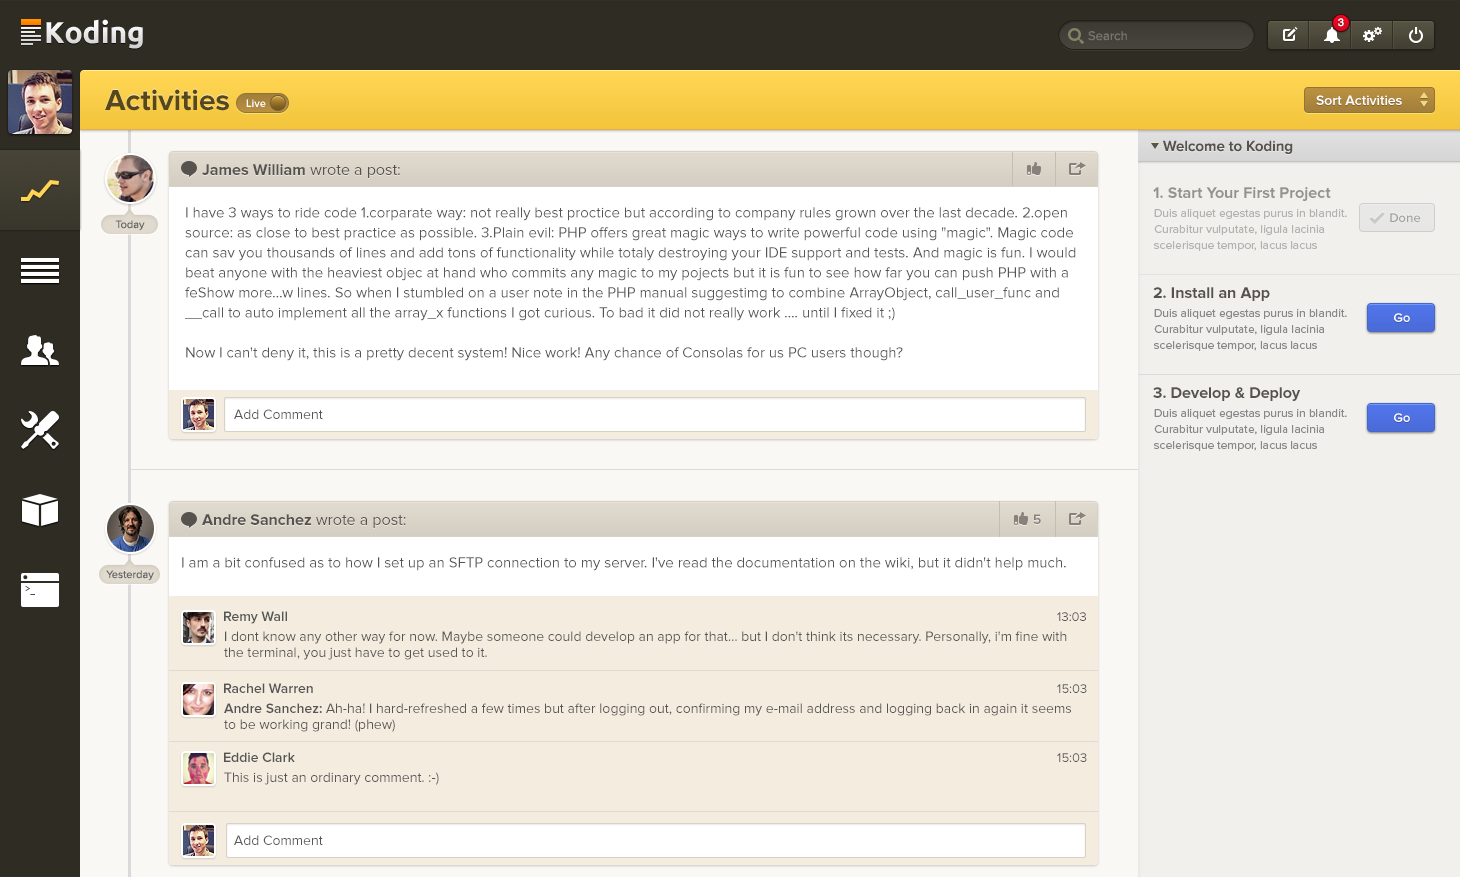 Koding
Search
3
Activities
Live
Sort Activities
James William wrote a post:
Today
I have 3 ways to ride code 1.corparate way: not really best proctice but according to company rules grown over the last decade. 2.open
source: as close to best practice as possible. 3.Plain evil: PHP offers great magic ways to write powerful code using "magic". Magic code
can sav you thousands of lines and add tons of functionality while totaly destroying your IDE support and tests. And magic is fun. I would
beat anyone with the heaviest objec at hand who commits any magic to my pojects but it is fun to see how far you can push PHP with a
feShow more...w lines. So when I stumbled on a user note in the PHP manual suggestimg to combine ArrayObject, call_user_func and
__call to auto implement all the array_x functions I got curious. To bad it did not really work .... until I fixed it ;)
Now I can't deny it, this is a pretty decent system! Nice work! Any chance of Consolas for us PC users though?
Add Comment
Andre Sanchez wrote a post:
5
Yesterday
I am a bit confused as to how I set up an SFTP connection to my server. I've read the documentation on the wiki, but it didn't help much.
Remy Wall
13:03
I dont know any other way for now. Maybe someone could develop an app for that... but I don't think its necessary. Personally, i'm fine with
the terminal, you just have to get used to it.
Rachel Warren
15:03
Andre Sanchez: Ah-ha! I hard-refreshed a few times but after logging out, confirming my e-mail address and logging back in again it seems
to be working grand! (phew)
Eddie Clark
15:03
This is just an ordinary comment. :-)
Add Comment
Welcome to Koding
1. Start Your First Project
Duis aliquet egestas purus in blandit.
Curabitur vulputate, ligula lacinia
scelerisque tempor, lacus lacus
Done
2. Install an App
Duis aliquet egestas purus in blandit.
Curabitur vulputate, ligula lacinia
scelerisque tempor, lacus lacus
Go
3. Develop & Deploy
Duis aliquet egestas purus in blandit.
Curabitur vulputate, ligula lacinia
scelerisque tempor, lacus lacus
Go